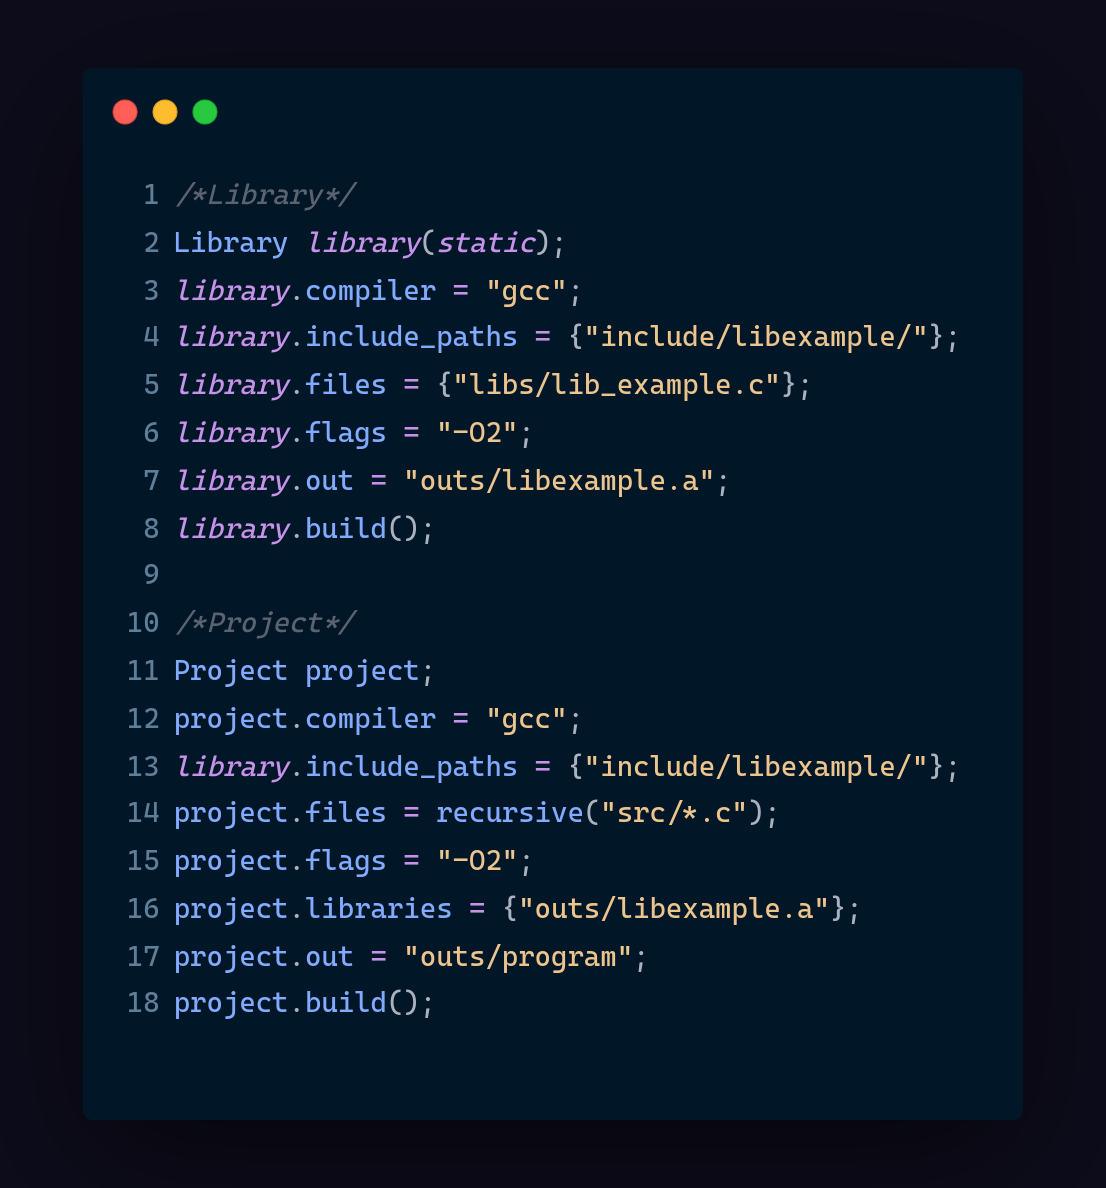 1 /*Library*/
2 Library library(static);
3 library.compiler = "gcc";
4 library.include_paths = {"include/libexample/"};
5 library.files = {"libs/lib_example.c"};
6 library.flags = "-O2";
7 library.out = "outs/libexample.a";
8 library.build();
9
10 /*Project*/
11 Project project;
12 project.compiler = "gcc";
13 library.include_paths = {"include/libexample/"};
14 project.files = recursive("src/*.c");
15 project.flags = "-O2";
16 project.libraries = {"outs/libexample.a"};
17 project.out = "outs/program";
18 project.build();